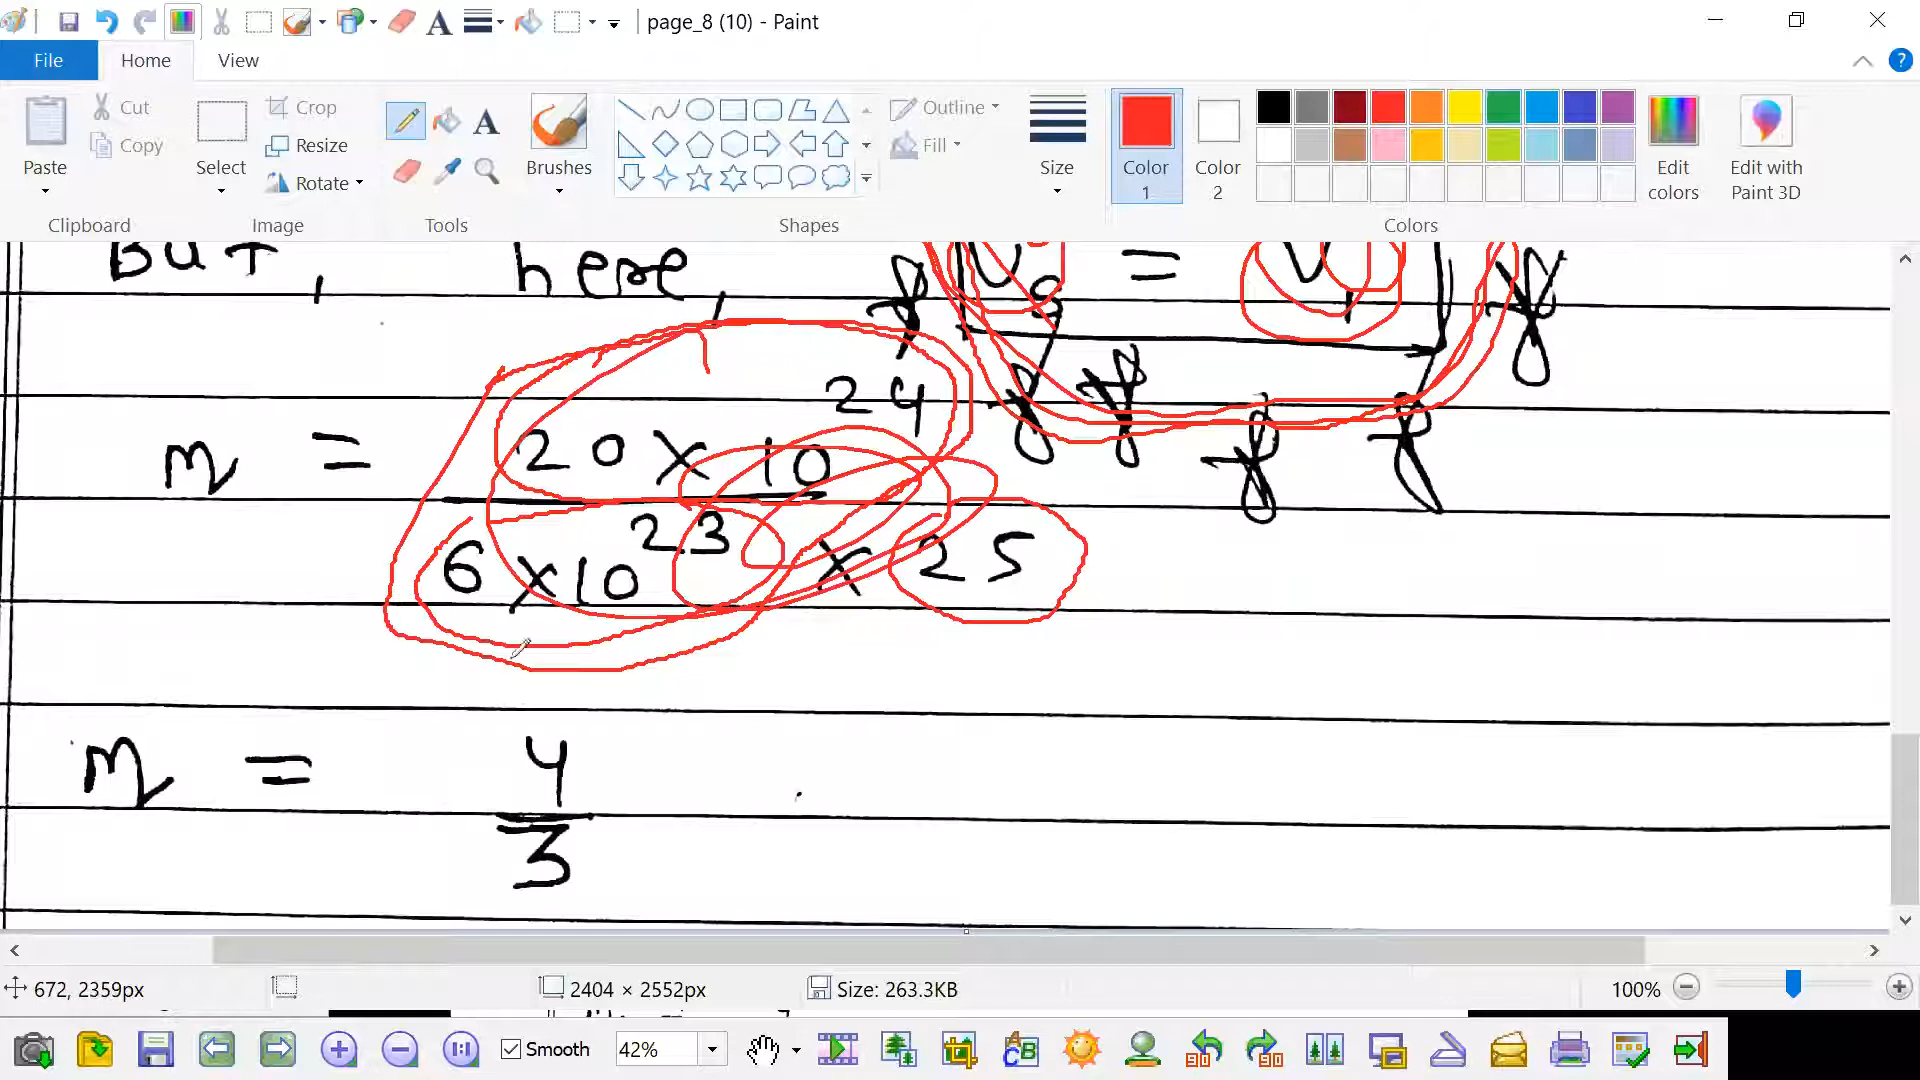 page_8 (10) - Paint
File Home View
Paste
Cut
Copy
Clipboard
Select
Crop
Resize
Rotate
Image
Tools
Brushes
Shapes
Outline
Fill
Size
Color 1
Color 2
Edit colors
Edit with Paint 3D
Colors
But, here, =
n = 20 x 10^24
6 x 10^23 x 25
n = 4
3
672, 2359px
2404 × 2552px
Size: 263.3KB
100%
Smooth
42%